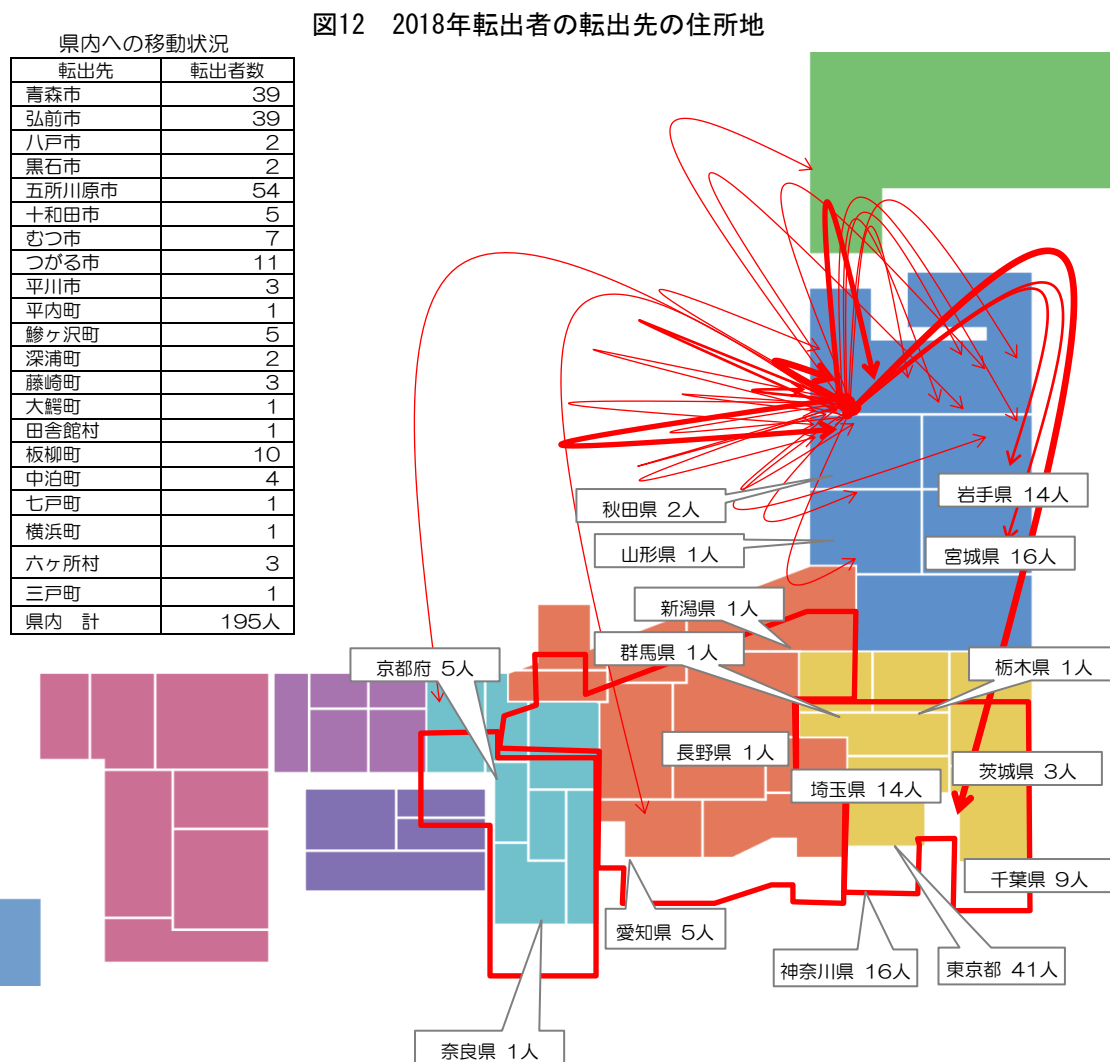 図12　2018年転出者の転出先の住所地
県内への移動状況
転出先 転出者数
青森市 39
弘前市 39
八戸市 2
黒石市 2
五所川原市 54
十和田市 5
むつ市 7
つがる市 11
平川市 3
平内町 1
鰺ヶ沢町 5
深浦町 2
藤崎町 3
大鰐町 1
田舎館村 1
板柳町 10
中泊町 4
七戸町 1
横浜町 1
六ヶ所村 3
三戸町 1
県内　計 195人
秋田県 2人
岩手県 14人
山形県 1人
宮城県 16人
新潟県 1人
群馬県 1人
栃木県 1人
京都府 5人
長野県 1人
埼玉県 14人
茨城県 3人
千葉県 9人
愛知県 5人
神奈川県 16人
東京都 41人
奈良県 1人